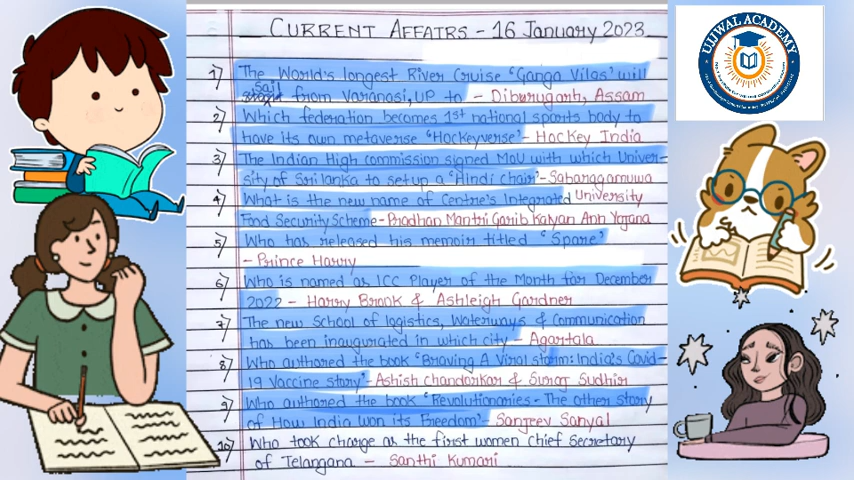 CURRENT AFFAIRS - 16 January 2023
UJJWAL ACADEMY
1) The World's longest River Cruise 'Ganga Vilas' will
sail from Varanasi, UP to - Diburugarh, Assam
2) Which federation becomes 1st national sports body to
have its own metaverse 'Hockeyverse' - Hockey India
3) The Indian High commission signed MoU with which Univer-
sity of Sri lanka to setup a 'Hindi chair' - Sabaragamuwa
University
4) What is the new name of Centre's Integrated
Food Security Scheme - Pradhan Mantri Garib Kalyan Ann Yojana
5) Who has released his memoir titled 'Spare'
- Prince Harry
6) Who is named as ICC Player of the Month for December
2022 - Harry Brook & Ashleigh Gardner
7) The new School of logistics, Waterways & Communication
has been inaugurated in which city - Agartala
8) Who authored the book 'Braving A Viral storm: India's Covid-
19 Vaccine story' - Ashish chandorkar & Suraj Sudhir
9) Who authored the book 'Revolutionaries - The other story
of How India won its Freedom' - Sanjeev Sanyal
10) Who took charge as the first women Chief Secretary
of Telangana - Santhi Kumari